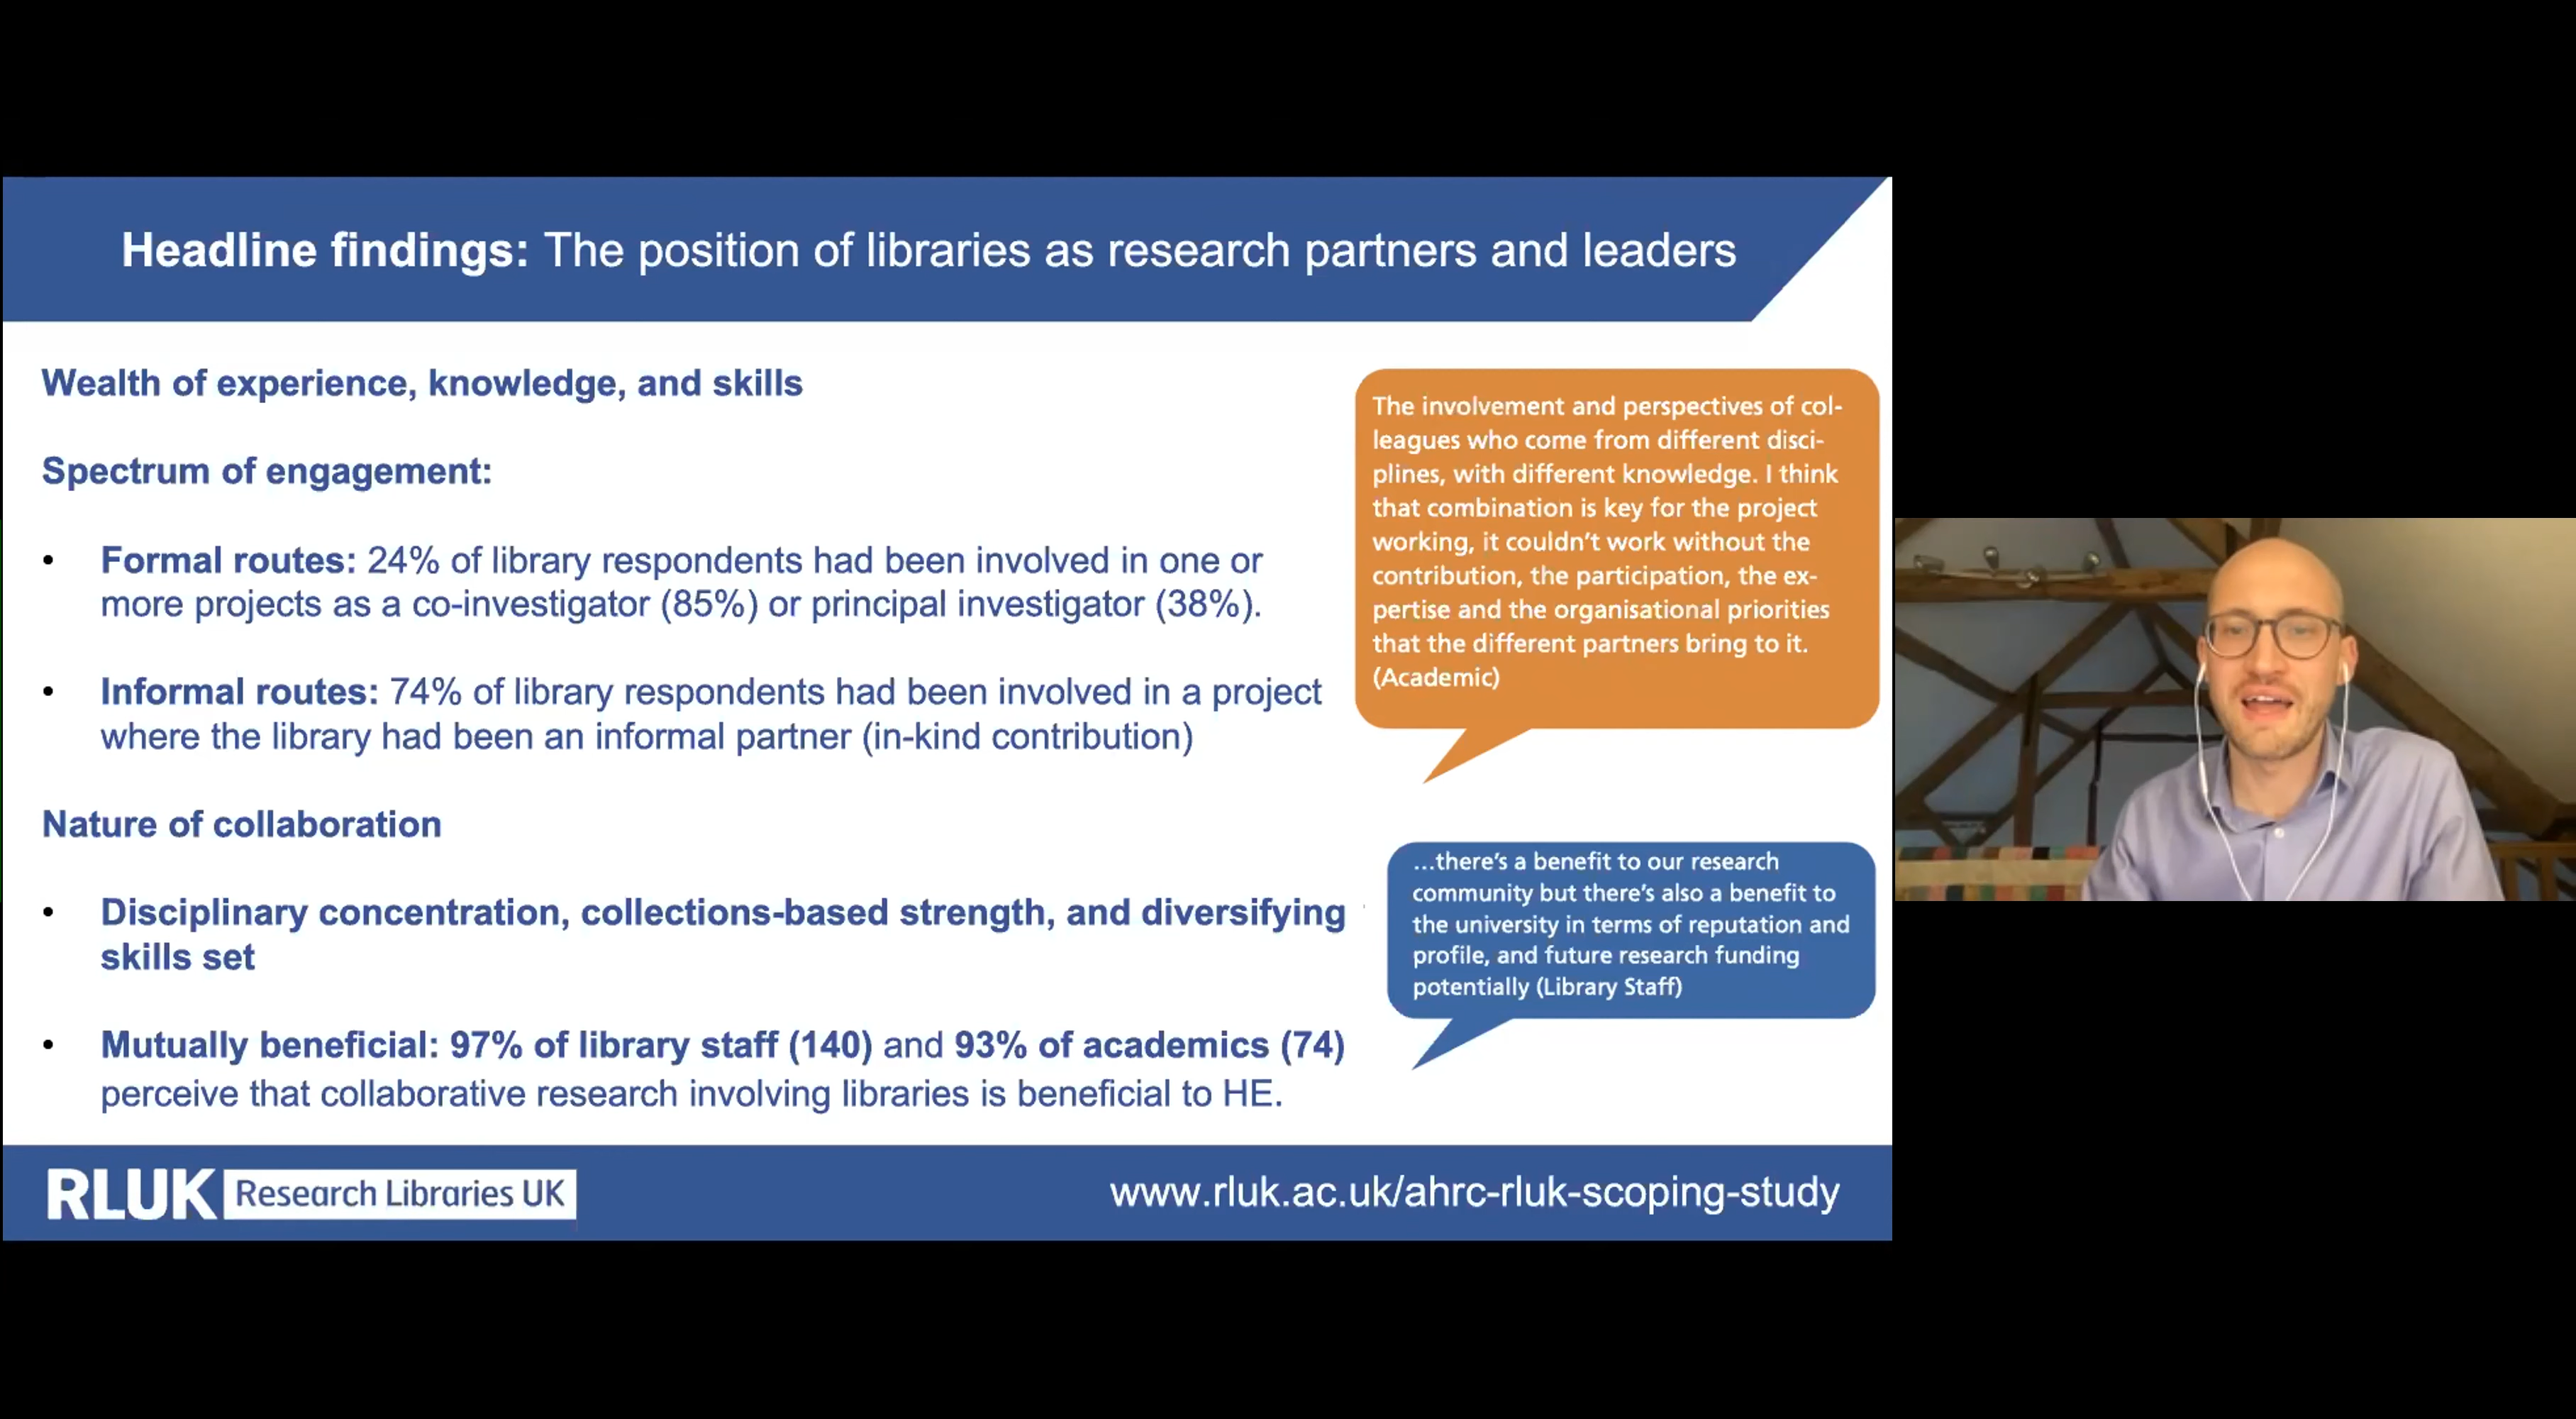 Headline findings: The position of libraries as research partners and leaders
Wealth of experience, knowledge, and skills
Spectrum of engagement:
• Formal routes: 24% of library respondents had been involved in one or
more projects as a co-investigator (85%) or principal investigator (38%).
• Informal routes: 74% of library respondents had been involved in a project
where the library had been an informal partner (in-kind contribution)
Nature of collaboration
• Disciplinary concentration, collections-based strength, and diversifying
skills set
• Mutually beneficial: 97% of library staff (140) and 93% of academics (74)
perceive that collaborative research involving libraries is beneficial to HE.
The involvement and perspectives of col-
leagues who come from different disci-
plines, with different knowledge. I think
that combination is key for the project
working, it couldn't work without the
contribution, the participation, the ex-
pertise and the organisational priorities
that the different partners bring to it.
(Academic)
...there's a benefit to our research
community but there's also a benefit to
the university in terms of reputation and
profile, and future research funding
potentially (Library Staff)
RLUK Research Libraries UK
www.rluk.ac.uk/ahrc-rluk-scoping-study